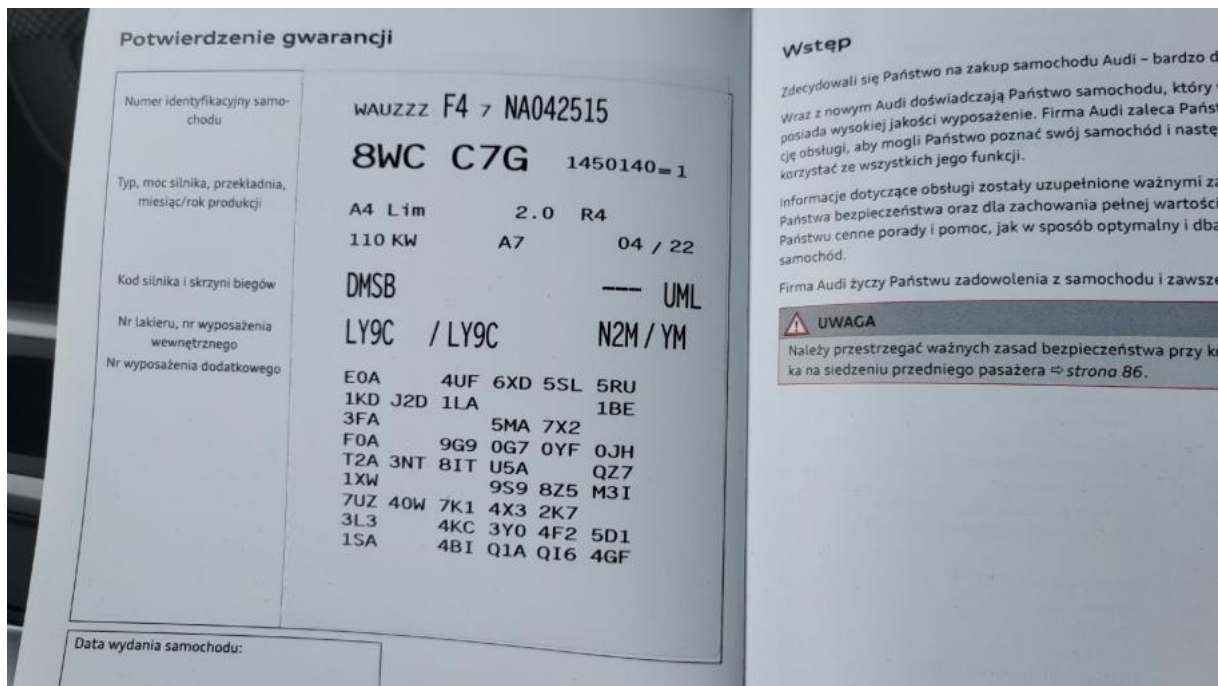 Potwierdzenie gwarancji
Numer identyfikacyjny samo-
chodu
WAUZZZ F4 7 NA042515
8WC C7G 1450140=1
Typ, moc silnika, przekładnia,
miesiąc/rok produkcji
A4 Lim 2.0 R4
110 KW A7 04 / 22
Kod silnika i skrzyni biegów
DMSB --- UML
Nr lakieru, nr wyposażenia
wewnętrznego
LY9C / LY9C N2M / YM
Nr wyposażenia dodatkowego
E0A 4UF 6XD 5SL 5RU
1KD J2D 1LA 1BE
3FA 5MA 7X2
F0A 9G9 0G7 0YF 0JH
T2A 3NT 8IT U5A QZ7
1XW 9S9 8Z5 M3I
7UZ 40W 7K1 4X3 2K7
3L3 4KC 3Y0 4F2 5D1
1SA 4BI Q1A QI6 4GF
Data wydania samochodu:
Wstęp
Zdecydowali się Państwo na zakup samochodu Audi – bardzo
Wraz z nowym Audi doświadczają Państwo samochodu, który
posiada wysokiej jakości wyposażenie. Firma Audi zaleca
cję obsługi, aby mogli Państwo poznać swój samochód i
korzystać ze wszystkich jego funkcji.
Informacje dotyczące obsługi zostały uzupełnione ważnymi
Państwa bezpieczeństwa oraz dla zachowania pełnej wartości
Państwu cenne porady i pomoc, jak w sposób optymalny i
samochód.
Firma Audi życzy Państwu zadowolenia z samochodu i
UWAGA
Należy przestrzegać ważnych zasad bezpieczeństwa przy
ka na siedzeniu przedniego pasażera ⇨ strona 86.